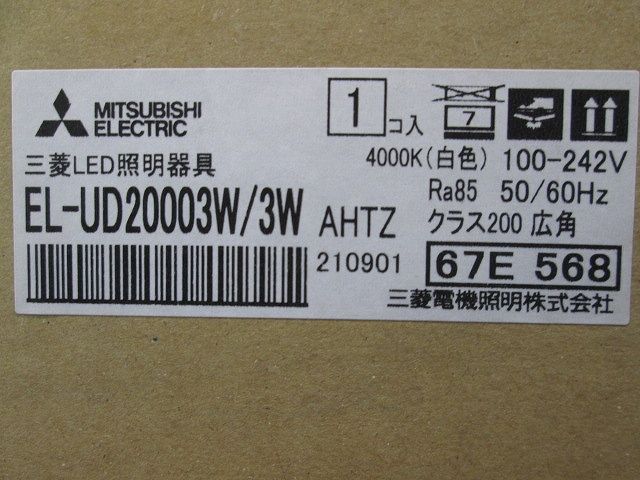 MITSUBISHI
ELECTRIC
1 コ入
7
三菱LED照明器具
4000K(白色) 100-242V
EL-UD20003W/3W AHTZ
Ra85 50/60Hz
クラス200 広角
210901
67E 568
三菱電機照明株式会社